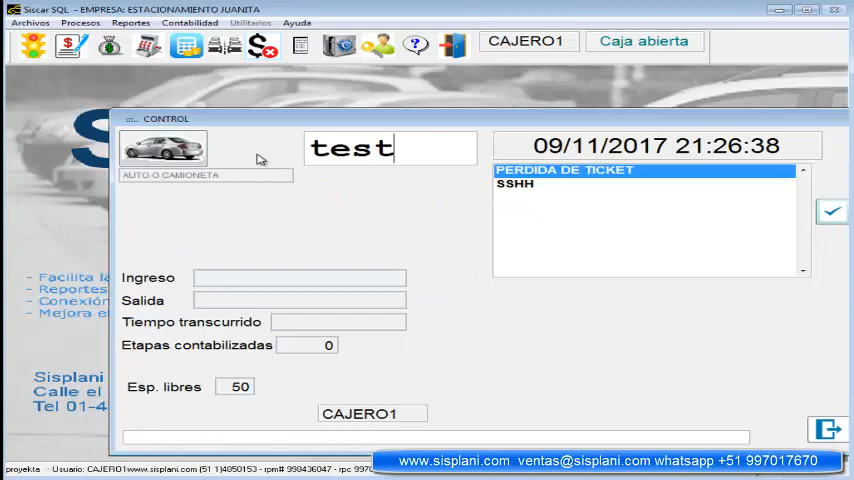 Siscar SQL - EMPRESA: ESTACIONAMIENTO JUANITA
Archivos Procesos Reportes Contabilidad Utilitarios Ayuda
CAJERO1 Caja abierta
::.. CONTROL
test 09/11/2017 21:26:38
AUTO O CAMIONETA
PERDIDA DE TICKET
SSHH
- Facilita la
- Reportes
- Conexión
- Mejora el
Ingreso
Salida
Tiempo transcurrido
Etapas contabilizadas 0
Esp. libres 50
Sisplani
Calle el
Tel 01-4
CAJERO1
proyekta
Usuario: CAJERO1www.sisplani.com (51 1)4050153 - rpm# 998436047 - rpc 997
www.sisplani.com ventas@sisplani.com whatsapp +51 997017670